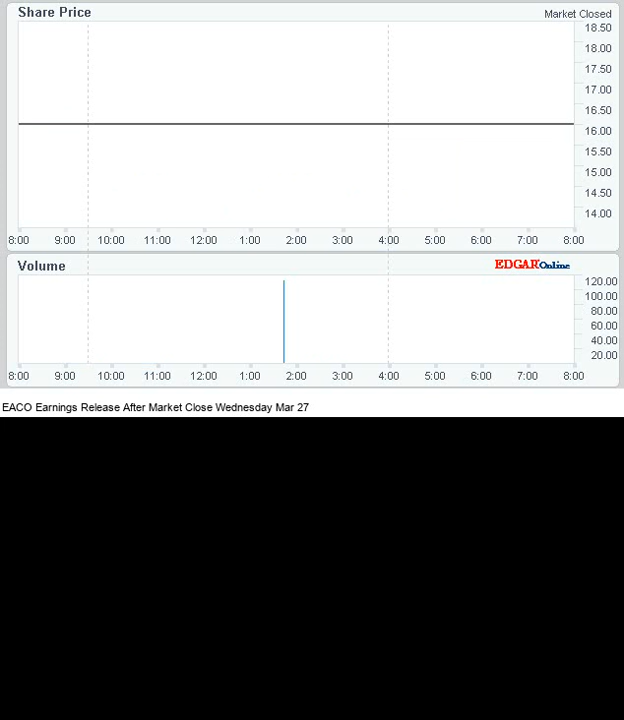 Share Price
Market Closed
18.50
18.00
17.50
17.00
16.50
16.00
15.50
15.00
14.50
14.00
8:00 9:00 10:00 11:00 12:00 1:00 2:00 3:00 4:00 5:00 6:00 7:00 8:00
Volume
EDGAROnline
120.00
100.00
80.00
60.00
40.00
20.00
8:00 9:00 10:00 11:00 12:00 1:00 2:00 3:00 4:00 5:00 6:00 7:00 8:00
EACO Earnings Release After Market Close Wednesday Mar 27